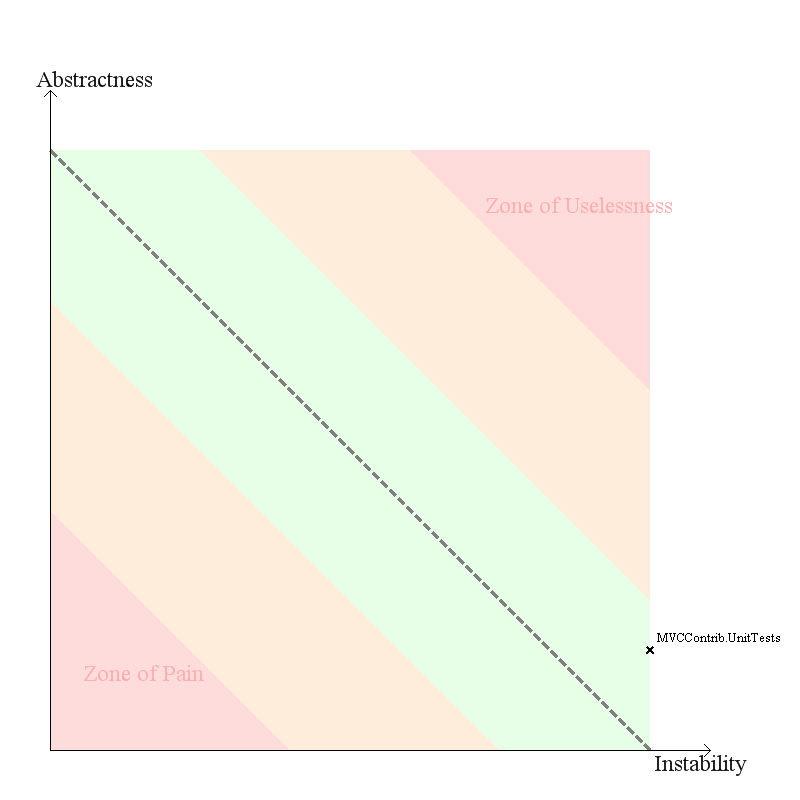 Abstractness
Zone of Uselessness
MVCContrib.UnitTests
Zone of Pain
Instability